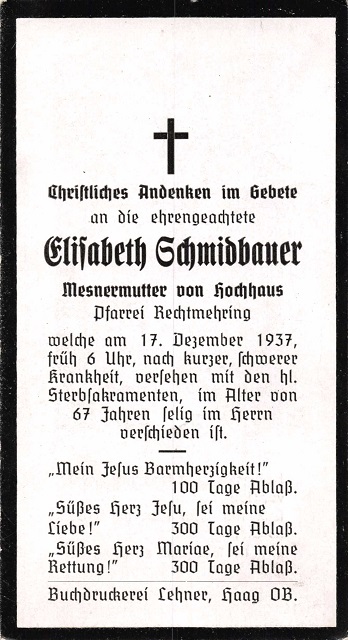 Christliches Andenken im Gebete
an die ehrengeachtete
Elisabeth Schmidbauer
Mesnermutter von Hochhaus
Pfarrei Rechtmehring
welche am 17. Dezember 1937,
früh 6 Uhr, nach kurzer, schwerer
Krankheit, versehen mit den hl.
Sterbsakramenten, im Alter von
67 Jahren selig im Herrn
verschieden ist.
„Mein Jesus Barmherzigkeit!"
100 Tage Ablaß.
„Süßes Herz Jesu, sei meine
Liebe!" 300 Tage Ablaß.
„Süßes Herz Mariae, sei meine
Rettung!" 300 Tage Ablaß.
Buchdruckerei Lehner, Haag OB.